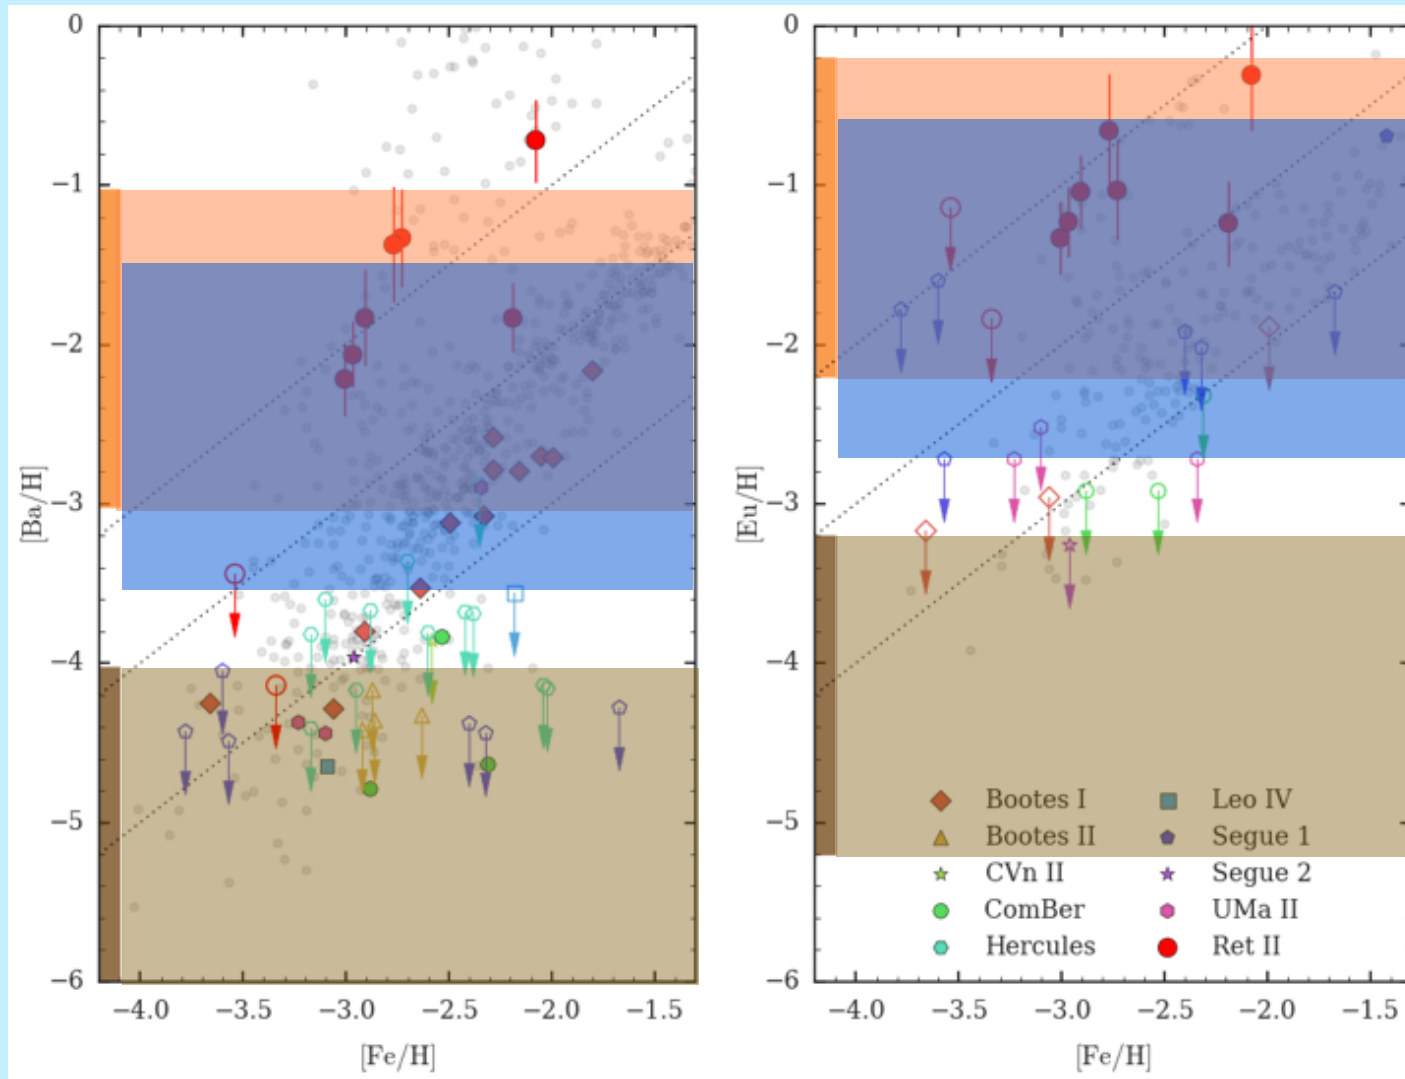 0
−1
−2
−3
−4
−5
−6
[Ba/H]
−4.0 −3.5 −3.0 −2.5 −2.0 −1.5
[Fe/H]
0
−1
−2
−3
−4
−5
−6
[Eu/H]
Bootes I
Bootes II
CVn II
ComBer
Hercules
Leo IV
Segue 1
Segue 2
UMa II
Ret II
−4.0 −3.5 −3.0 −2.5 −2.0 −1.5
[Fe/H]